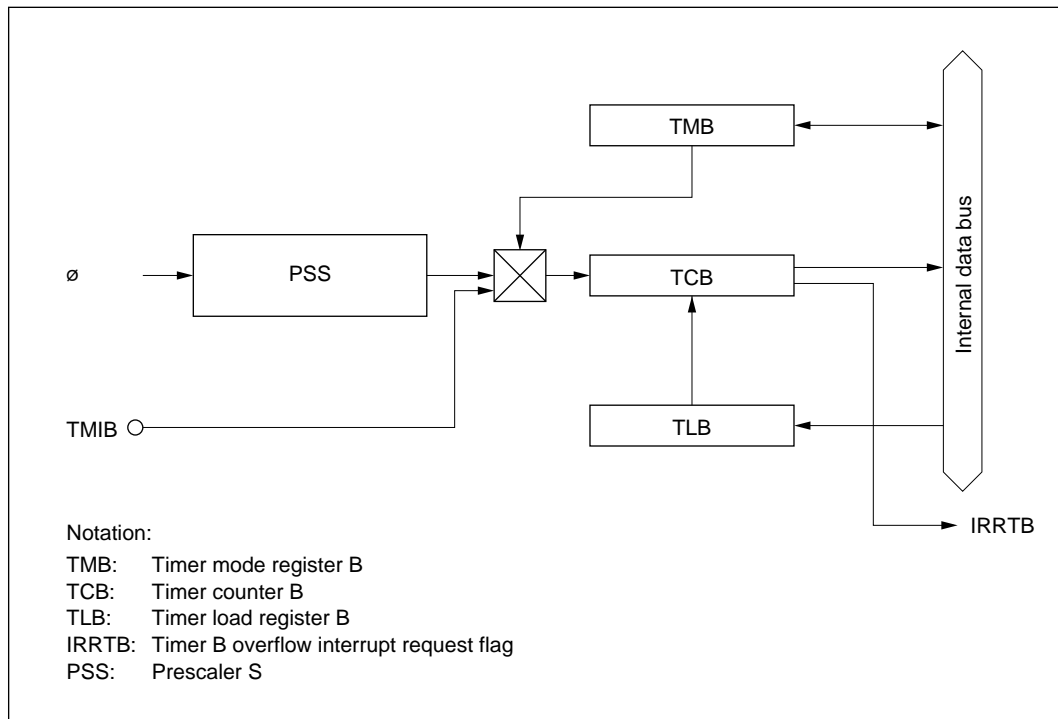 TMB
ø
PSS
TCB
Internal data bus
TMIB
TLB
IRRTB
Notation:
TMB: Timer mode register B
TCB: Timer counter B
TLB: Timer load register B
IRRTB: Timer B overflow interrupt request flag
PSS: Prescaler S